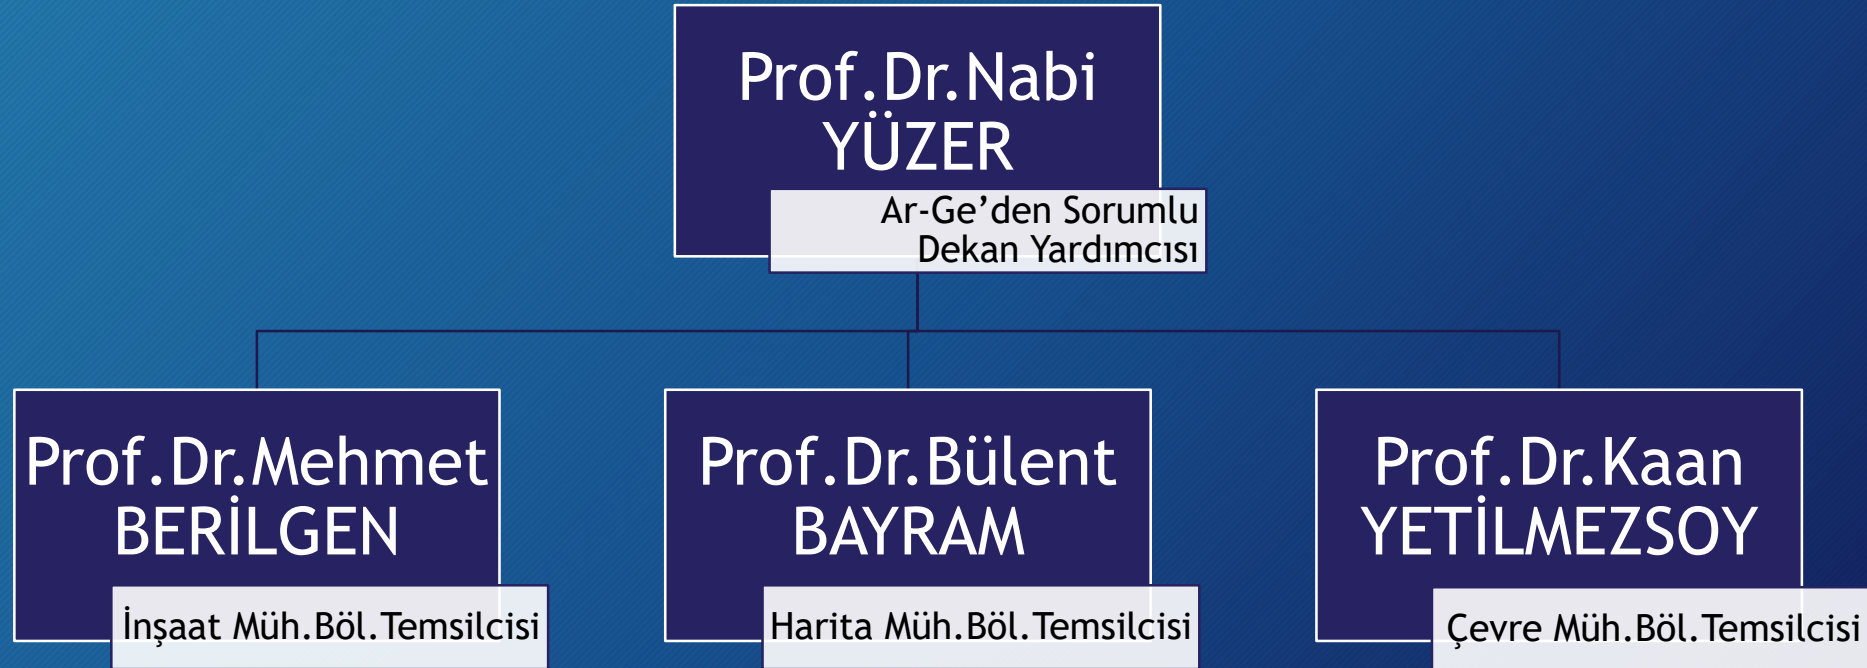 Prof.Dr.Nabi
YÜZER
Ar-Ge’den Sorumlu
Dekan Yardımcısı
Prof.Dr.Mehmet
BERİLGEN
İnşaat Müh.Böl.Temsilcisi
Prof.Dr.Bülent
BAYRAM
Harita Müh.Böl.Temsilcisi
Prof.Dr.Kaan
YETİLMEZSOY
Çevre Müh.Böl.Temsilcisi